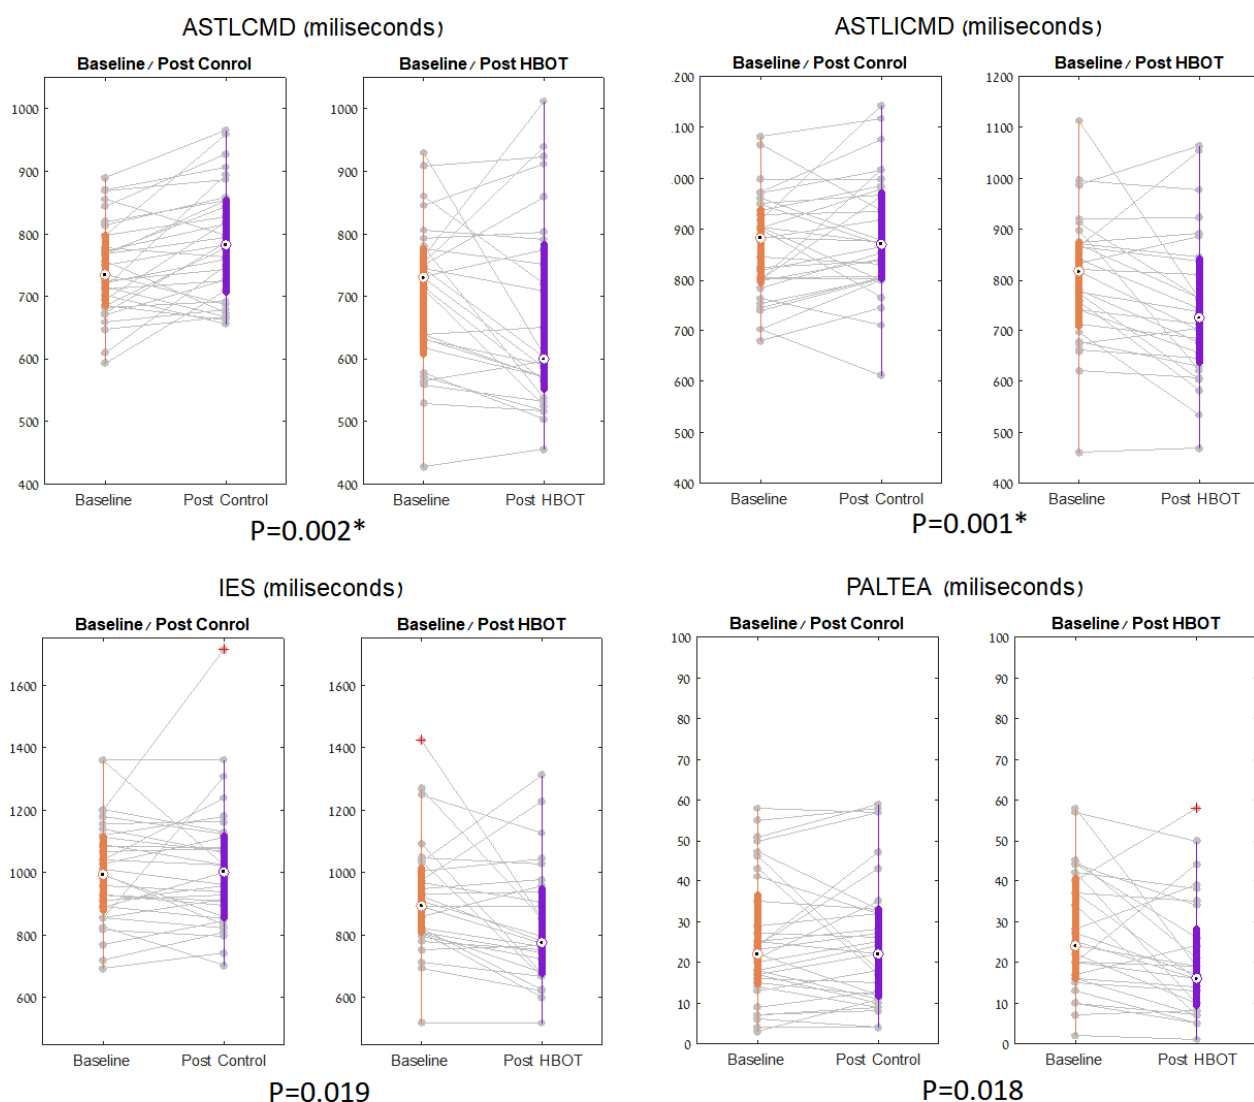 ASTLCMD (miliseconds)
Baseline / Post Conrol
Baseline / Post HBOT
1000
900
800
700
600
500
400
1000
900
800
700
600
500
400
Baseline
Post Control
Baseline
Post HBOT
P=0.002*
ASTLICMD (miliseconds)
Baseline / Post Conrol
Baseline / Post HBOT
.200
.100
.000
900
800
700
600
500
400
1200
1100
1000
900
800
700
600
500
400
Baseline
Post Control
Baseline
Post HBOT
P=0.001*
IES (miliseconds)
Baseline / Post Conrol
Baseline / Post HBOT
1600
1400
1200
1000
800
600
1600
1400
1200
1000
800
600
Baseline
Post Control
Baseline
Post HBOT
P=0.019
PALTEA (miliseconds)
Baseline / Post Conrol
Baseline / Post HBOT
100
90
80
70
60
50
40
30
20
10
0
100
90
80
70
60
50
40
30
20
10
0
Baseline
Post Control
Baseline
Post HBOT
P=0.018